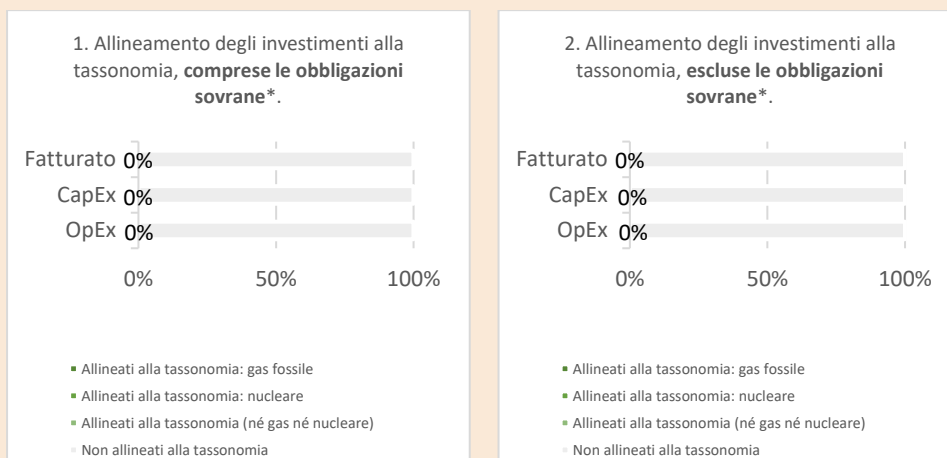 1. Allineamento degli investimenti alla
tassonomia, comprese le obbligazioni
sovrane*.
Fatturato 0%
CapEx 0%
OpEx 0%
0% 50% 100%
Allineati alla tassonomia: gas fossile
Allineati alla tassonomia: nucleare
Allineati alla tassonomia (né gas né nucleare)
Non allineati alla tassonomia
2. Allineamento degli investimenti alla
tassonomia, escluse le obbligazioni
sovrane*.
Fatturato 0%
CapEx 0%
OpEx 0%
0% 50% 100%
Allineati alla tassonomia: gas fossile
Allineati alla tassonomia: nucleare
Allineati alla tassonomia (né gas né nucleare)
Non allineati alla tassonomia